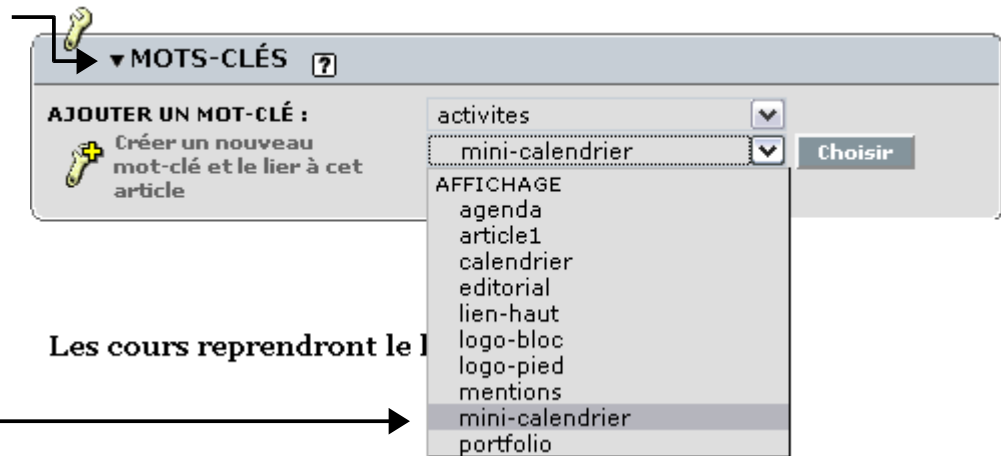 MOTS-CLÉS ?
AJOUTER UN MOT-CLÉ :
activites
Créer un nouveau
mot-clé et le lier à cet
article
mini-calendrier
Choisir
AFFICHAGE
agenda
article1
calendrier
editorial
lien-haut
logo-bloc
logo-pied
mentions
mini-calendrier
portfolio
Les cours reprendront le